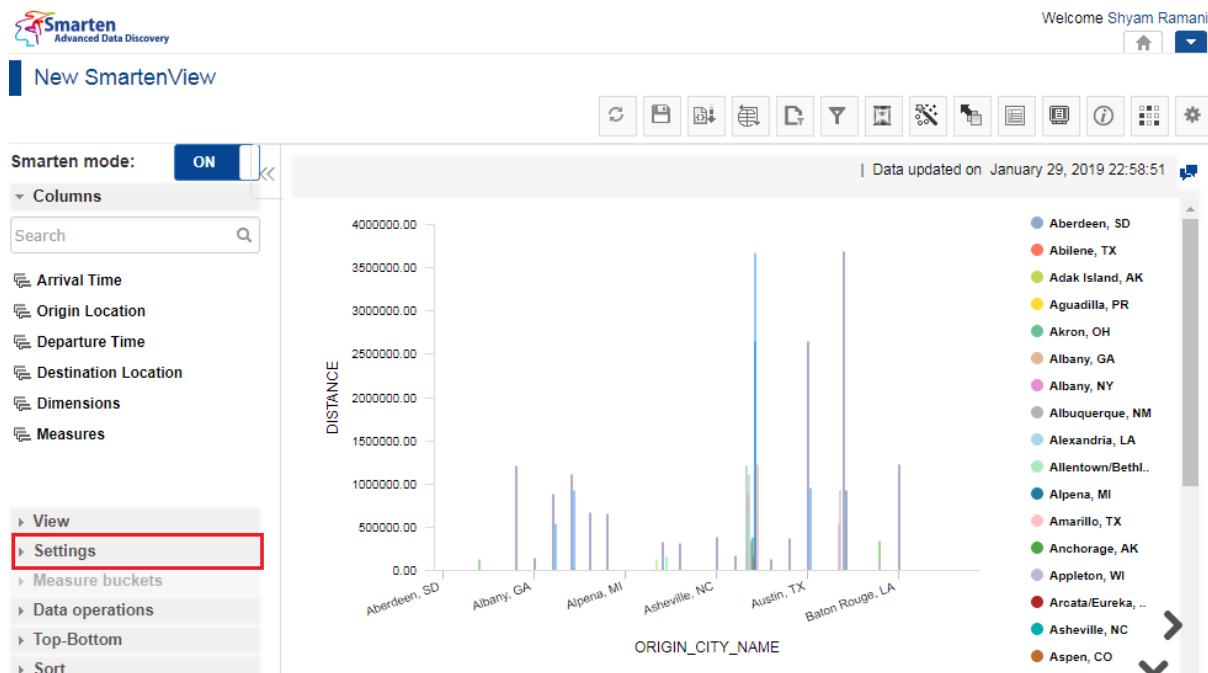 Smarten
Advanced Data Discovery
Welcome Shyam Ramani
New SmartenView
Smarten mode:
ON
| Data updated on January 29, 2019 22:58:51
Columns
Search
Arrival Time
Origin Location
Departure Time
Destination Location
Dimensions
Measures
View
Settings
Measure buckets
Data operations
Top-Bottom
Sort
DISTANCE
4000000.00
3500000.00
3000000.00
2500000.00
2000000.00
1500000.00
1000000.00
500000.00
0.00
Aberdeen, SD
Albany, GA
Alpena, MI
Asheville, NC
Austin, TX
Baton Rouge, LA
ORIGIN_CITY_NAME
Aberdeen, SD
Abilene, TX
Adak Island, AK
Aguadilla, PR
Akron, OH
Albany, GA
Albany, NY
Albuquerque, NM
Alexandria, LA
Allentown/Bethl..
Alpena, MI
Amarillo, TX
Anchorage, AK
Appleton, WI
Arcata/Eureka, ..
Asheville, NC
Aspen, CO